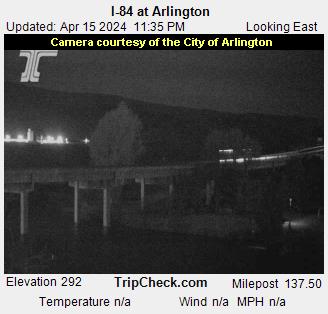 I-84 at Arlington
Updated: Apr 15 2024 11:35 PM Looking East
Camera courtesy of the City of Arlington
Elevation 292 TripCheck.com Milepost 137.50
Temperature n/a Wind n/a MPH n/a